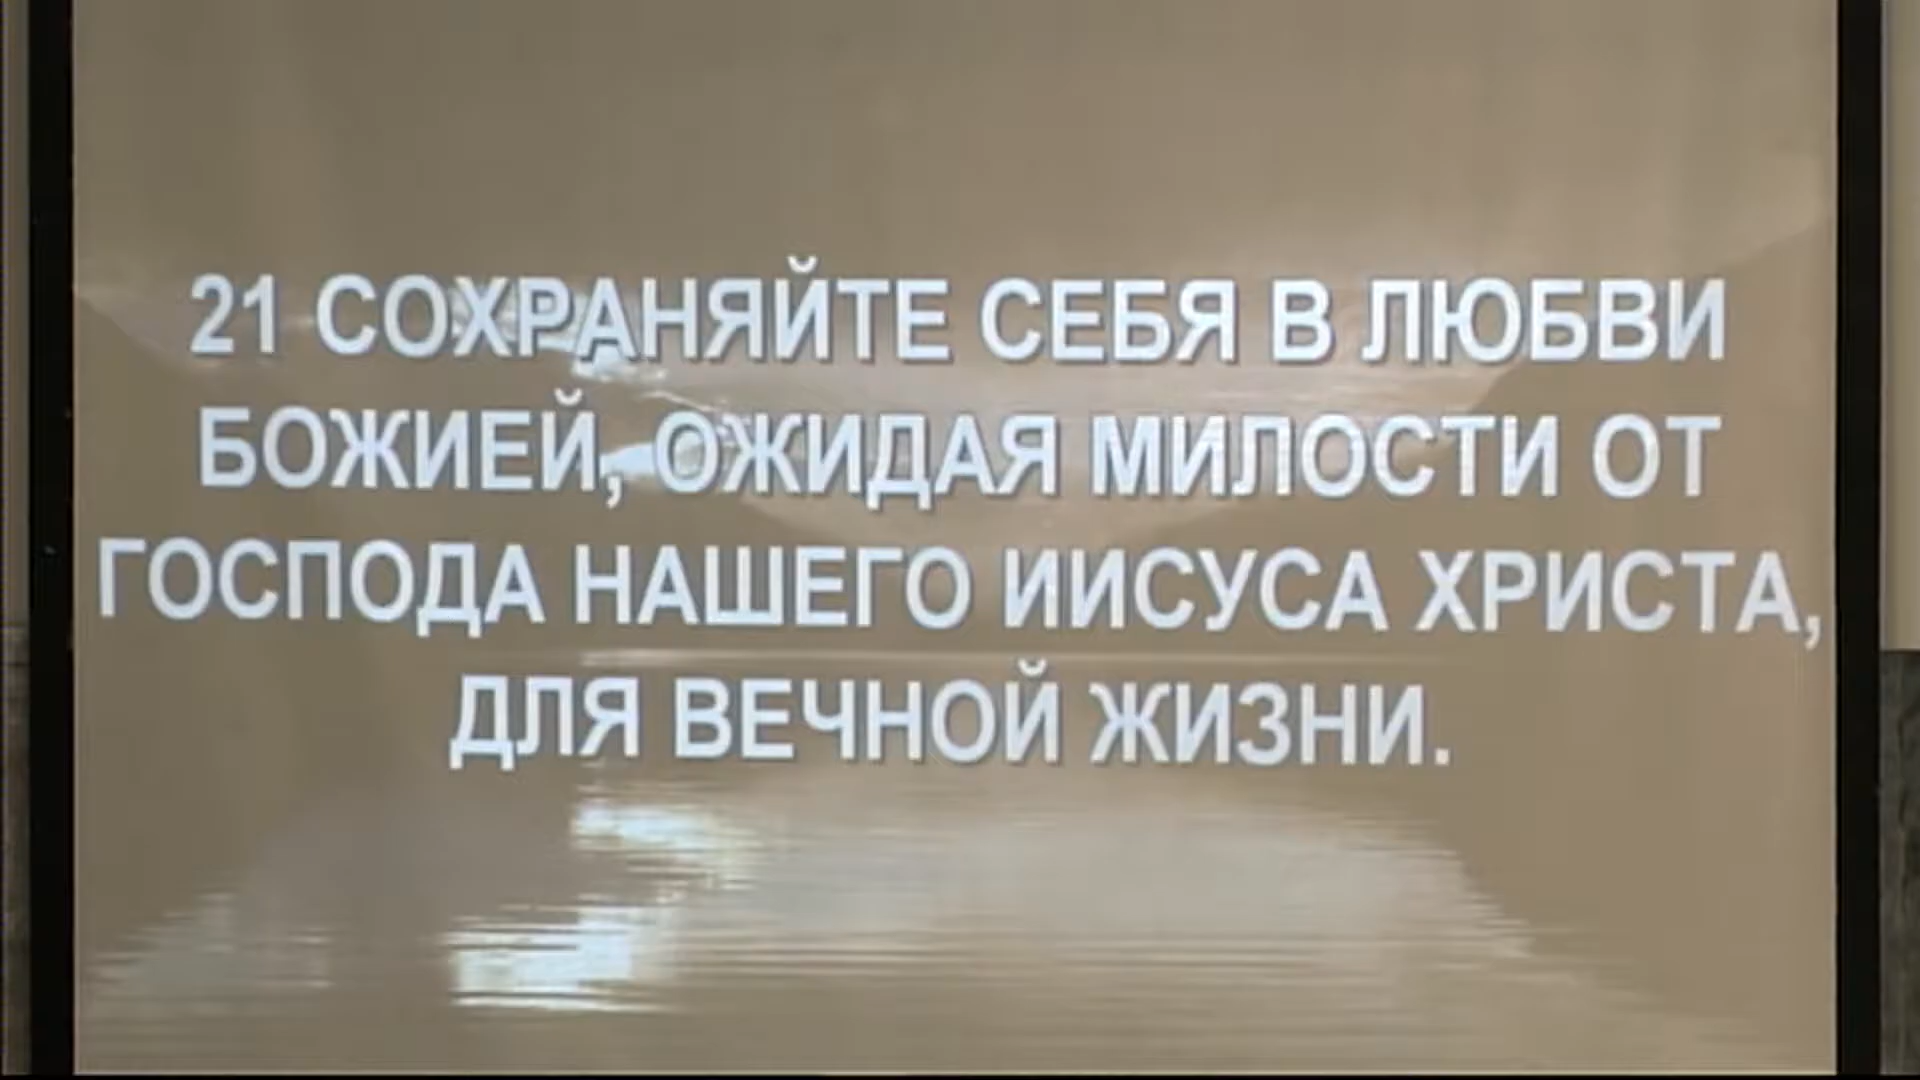 21 СОХРАНЯЙТЕ СЕБЯ В ЛЮБВИ
БОЖИЕЙ, ОЖИДАЯ МИЛОСТИ ОТ
ГОСПОДА НАШЕГО ИИСУСА ХРИСТА,
ДЛЯ ВЕЧНОЙ ЖИЗНИ.